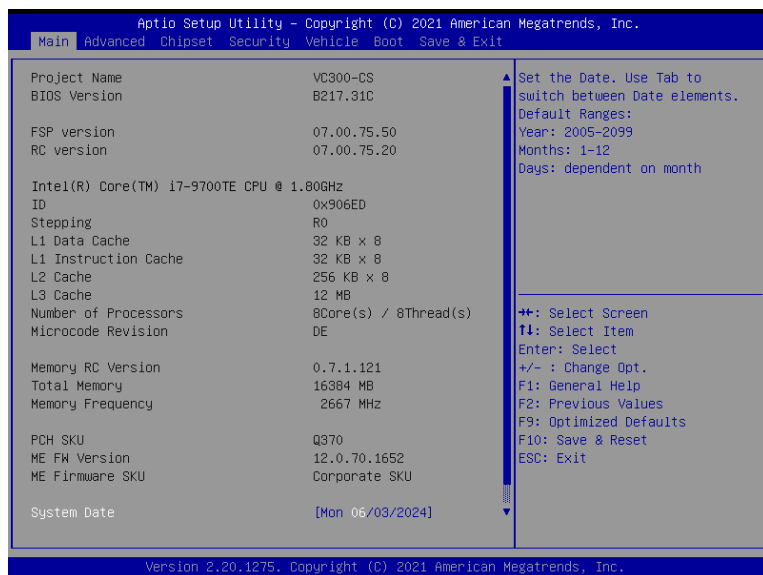 Aptio Setup Utility – Copyright (C) 2021 American Megatrends, Inc.
Main Advanced Chipset Security Vehicle Boot Save & Exit
Project Name VC300-CS
BIOS Version B217.31C
FSP version 07.00.75.50
RC version 07.00.75.20
Intel(R) Core(TM) i7-9700TE CPU @ 1.80GHz
ID 0x906ED
Stepping R0
L1 Data Cache 32 KB x 8
L1 Instruction Cache 32 KB x 8
L2 Cache 256 KB x 8
L3 Cache 12 MB
Number of Processors 8Core(s) / 8Thread(s)
Microcode Revision DE
Memory RC Version 0.7.1.121
Total Memory 16384 MB
Memory Frequency 2667 MHz
PCH SKU Q370
ME FW Version 12.0.70.1652
ME Firmware SKU Corporate SKU
System Date [Mon 06/03/2024]
Set the Date. Use Tab to
switch between Date elements.
Default Ranges:
Year: 2005-2099
Months: 1-12
Days: dependent on month
→←: Select Screen
↑↓: Select Item
Enter: Select
+/- : Change Opt.
F1: General Help
F2: Previous Values
F9: Optimized Defaults
F10: Save & Reset
ESC: Exit
Version 2.20.1275. Copyright (C) 2021 American Megatrends, Inc.